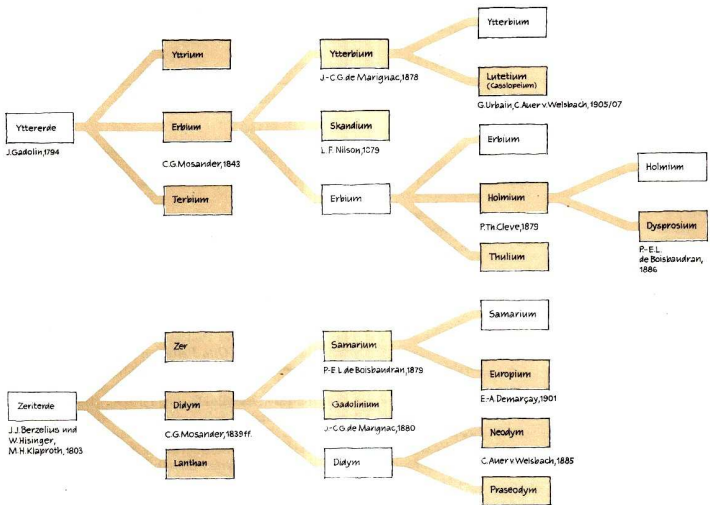 Yttererde
J.Gadolin,1794
Yttrium
Erbium
C.G.Mosander,1843
Terbium
Ytterbium
J.-C.G.de Marignac,1878
Skandium
L.F.Nilson,1879
Erbium
Ytterbium
Lutetium
(Cassiopeium)
G.Urbain,C.Auer v.Welsbach,1905/07
Erbium
Holmium
P.Th.Cleve,1879
Thulium
Holmium
Dysprosium
P.-E.L.
de Boisbaudran,
1886
Zeriterde
J.J.Berzelius und
W.Hisinger,
M.H.Klaproth,1803
Zer
Didym
C.G.Mosander,1839ff.
Lanthan
Samarium
P.-E.L.de Boisbaudran,1879
Gadolinium
J.-C.G.de Marignac,1880
Didym
Samarium
Europium
E.-A.Demarçay,1901
Neodym
C.Auer v.Welsbach,1885
Praseodym